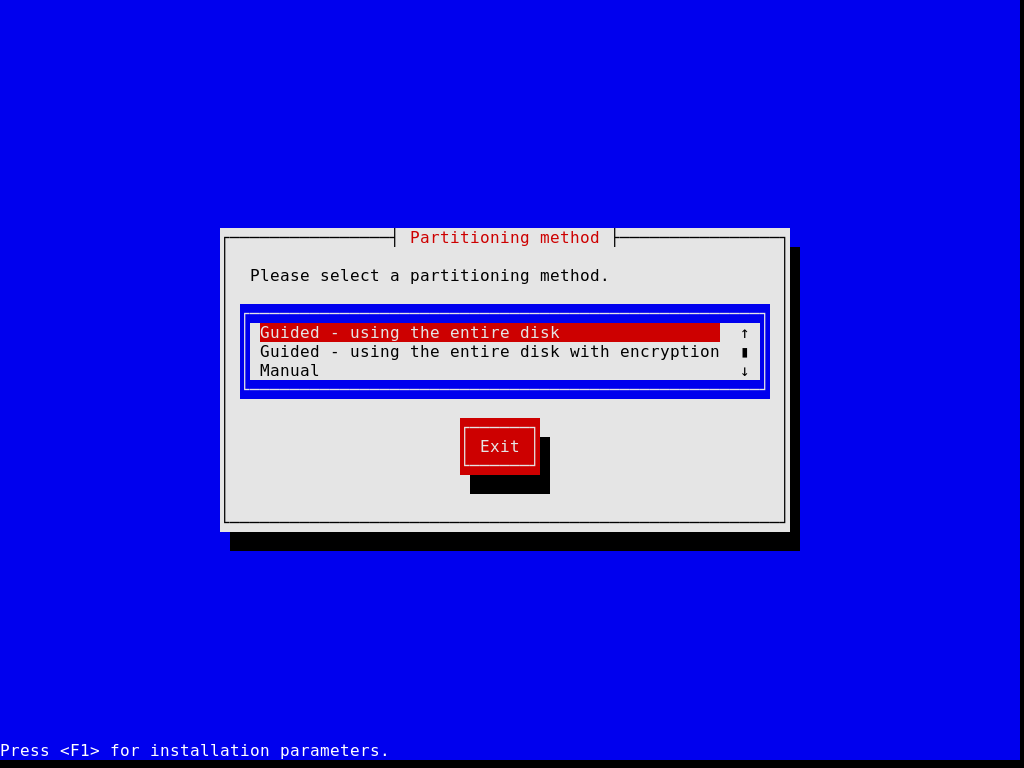 Partitioning method
Please select a partitioning method.
Guided - using the entire disk
Guided - using the entire disk with encryption
Manual
Exit
Press <F1> for installation parameters.